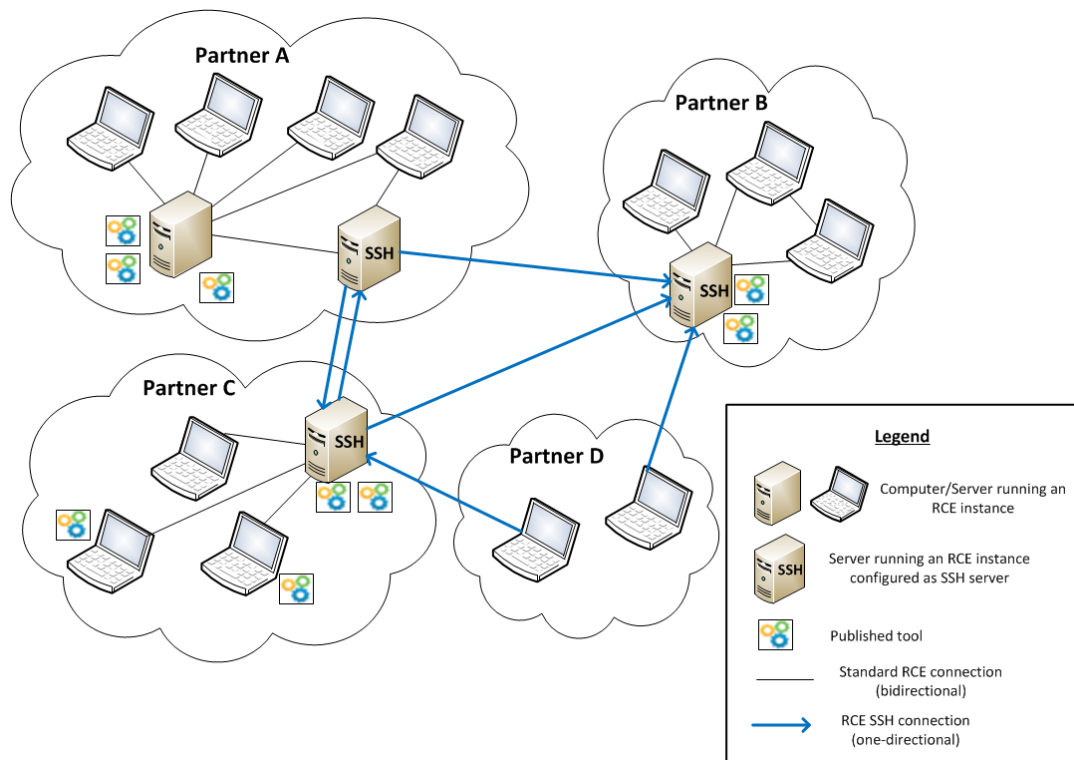 Partner A
Partner B
SSH
SSH
Partner C
SSH
Partner D
Legend
Computer/Server running an
RCE instance
SSH
Server running an RCE instance
configured as SSH server
Published tool
Standard RCE connection
(bidirectional)
RCE SSH connection
(one-directional)